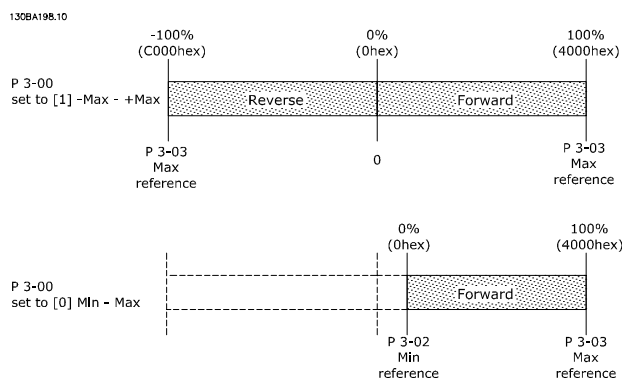 130BA198.10
-100%
(C000hex)
0%
(0hex)
100%
(4000hex)
P 3-00
set to [1] -Max - +Max
Reverse
Forward
P 3-03
Max
reference
0
P 3-03
Max
reference
0%
(0hex)
100%
(4000hex)
P 3-00
set to [0] Min - Max
Forward
P 3-02
Min
reference
P 3-03
Max
reference